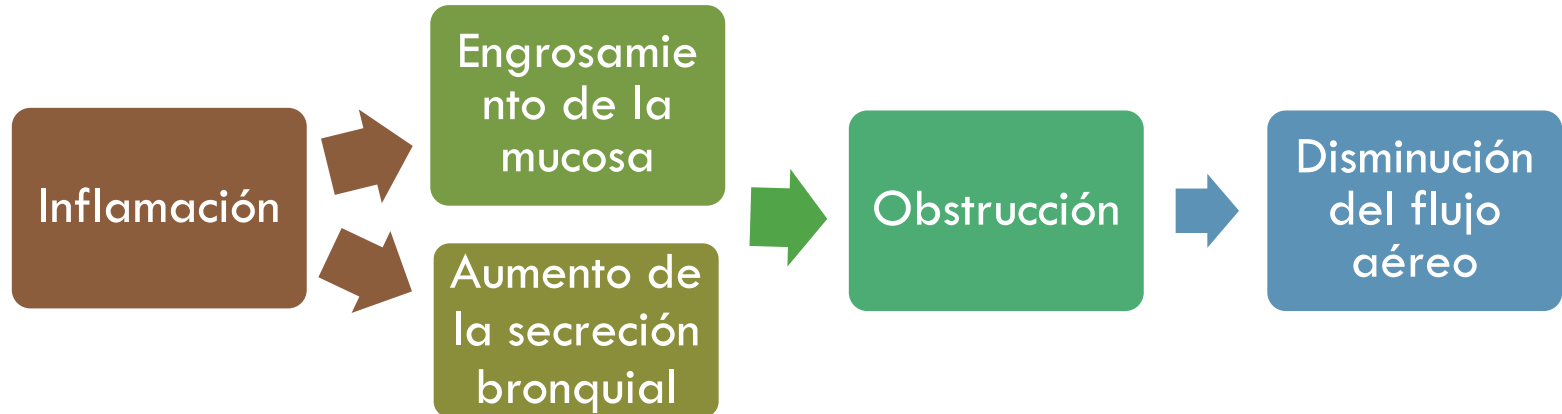 Inflamación
Engrosamie
nto de la
mucosa
Aumento de
la secreción
bronquial
Obstrucción
Disminución
del flujo
aéreo